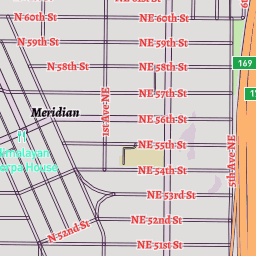 N 60th St
NE 60th St
N 59th St
NE 59th St
169
N 58th St
NE 58th St
NE 57th St
1st Ave NE
Meridian
NE 56th St
NE 55th St
House
NE 54th St
5th Ave NE
NE 53rd St
NE 52nd St
N 52nd St
NE 51st St